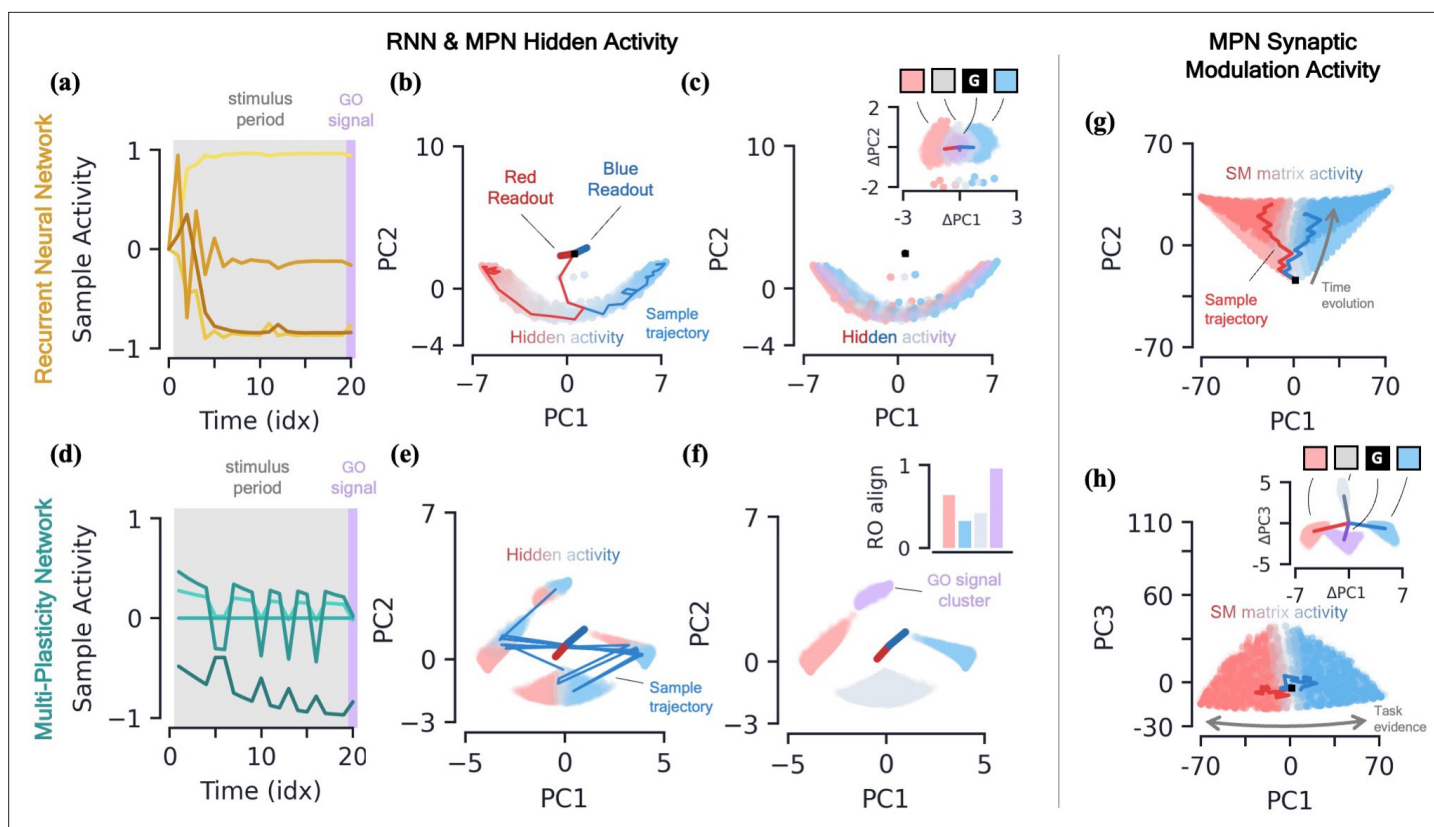 RNN & MPN Hidden Activity
MPN Synaptic
Modulation Activity
Recurrent Neural Network
(a)
stimulus
period
GO
signal
Sample Activity
1
0
−1
0
10
20
Time (idx)
(b)
PC2
10
0
−4
Red
Readout
Blue
Readout
Hidden activity
Sample
trajectory
−7
0
7
PC1
(c)
G
2
-2
ΔPC2
-3
ΔPC1
3
PC2
10
0
−4
Hidden activity
−7
0
7
PC1
(g)
70
0
-70
PC2
SM matrix activity
Sample
trajectory
Time
evolution
-70
0
70
PC1
Multi-Plasticity Network
(d)
stimulus
period
GO
signal
Sample Activity
1
0
−1
0
10
20
Time (idx)
(e)
PC2
7
0
−3
Hidden activity
Sample
trajectory
−5
0
5
PC1
(f)
RO align
1
0
7
0
−3
GO signal
cluster
−5
0
5
PC1
(h)
G
5
-5
ΔPC3
-7
ΔPC1
7
PC3
110
60
0
-30
SM matrix activity
Task
evidence
-70
0
70
PC1